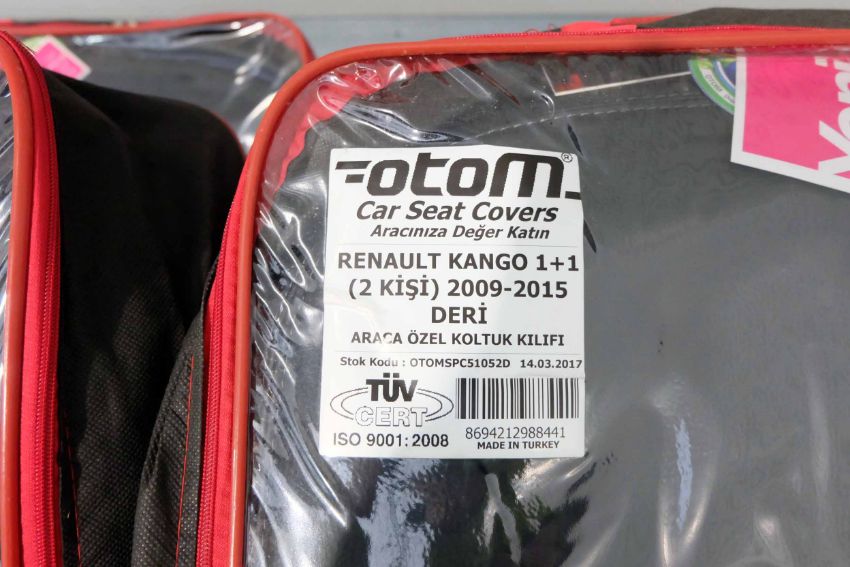 otom®
Car Seat Covers
Aracınıza Değer Katın
RENAULT KANGO 1+1
(2 KİŞİ) 2009-2015
DERİ
ARACA ÖZEL KOLTUK KILIFI
Stok Kodu : OTOMSPC51052D 14.03.2017
TÜV
CERT
ISO 9001:2008
8694212988441
MADE IN TURKEY
Yeni